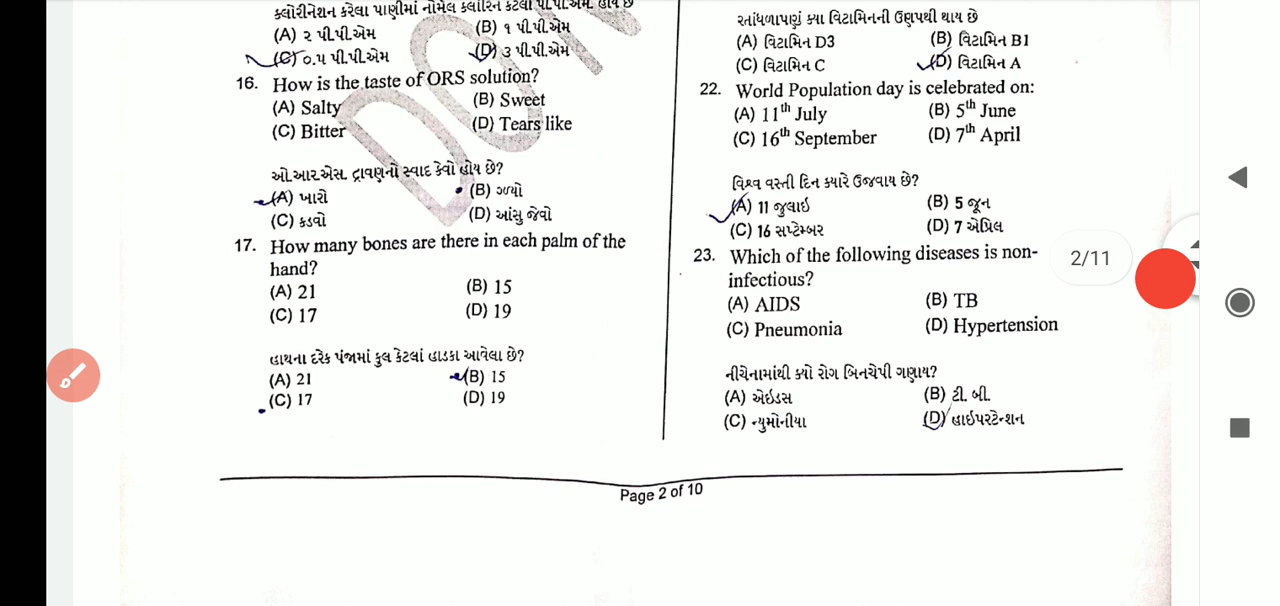 ક્લોરીનેશન કરેલા પાણીમાં નોર્મલ ક્લોરિન કેટલા પી.પી.એમ. હોય છે
(A) ૨ પી.પી.એમ
(B) ૧ પી.પી.એમ
(C) ૦.૫ પી.પી.એમ
(D) ૩ પી.પી.એમ
16. How is the taste of ORS solution?
(A) Salty
(B) Sweet
(C) Bitter
(D) Tears like
ઓ.આર.એસ. દ્રાવણનો સ્વાદ કેવો હોય છે?
(A) ખારો
(B) ગળ્યો
(C) કડવો
(D) આંસુ જેવો
17. How many bones are there in each palm of the
hand?
(A) 21
(B) 15
(C) 17
(D) 19
હાથના દરેક પંજામાં કુલ કેટલાં હાડકા આવેલા છે?
(A) 21
(B) 15
(C) 17
(D) 19
રતાંધળાપણું ક્યા વિટામિનની ઉણપથી થાય છે
(A) વિટામિન D3
(B) વિટામિન B1
(C) વિટામિન C
(D) વિટામિન A
22. World Population day is celebrated on:
(A) 11th July
(B) 5th June
(C) 16th September
(D) 7th April
વિશ્વ વસ્તી દિન ક્યારે ઉજવાય છે?
(A) 11 જુલાઇ
(B) 5 જૂન
(C) 16 સપ્ટેમ્બર
(D) 7 એપ્રિલ
23. Which of the following diseases is non-
infectious?
(A) AIDS
(B) TB
(C) Pneumonia
(D) Hypertension
નીચેનામાંથી ક્યો રોગ બિનચેપી ગણાય?
(A) એઇડસ
(B) ટી. બી.
(C) ન્યુમોનીયા
(D) હાઇપરટેન્શન
2/11
Page 2 of 10